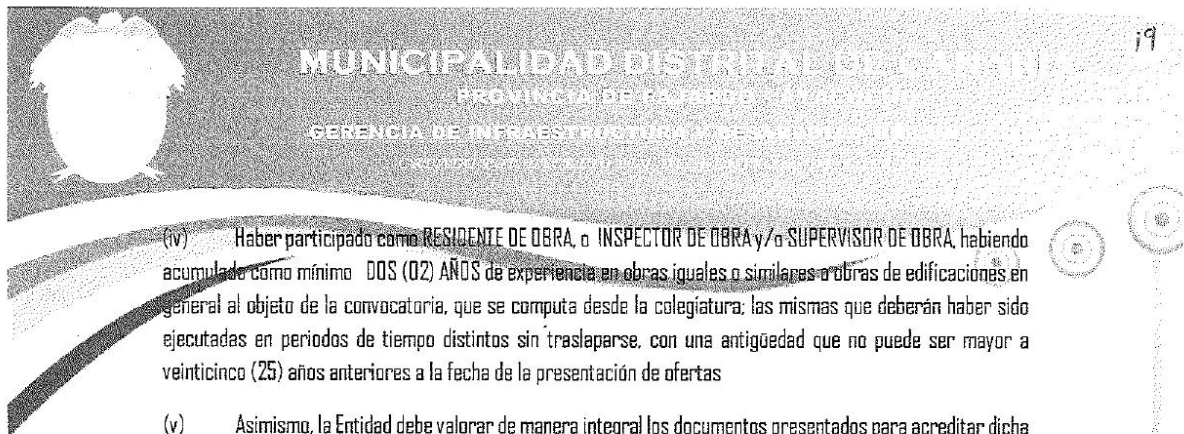 19
MUNICIPALIDAD DISTRITAL DE
PROVINCIA DE
GERENCIA DE INFRAESTRUCTURA Y
(iv) Haber participado como RESIDENTE DE OBRA, o INSPECTOR DE OBRA y/o SUPERVISOR DE OBRA, habiendo
acumulado como mínimo DOS (02) AÑOS de experiencia en obras iguales o similares o obras de edificaciones en
general al objeto de la convocatoria, que se computa desde la colegiatura; las mismas que deberán haber sido
ejecutadas en periodos de tiempo distintos sin traslaparse, con una antigüedad que no puede ser mayor a
veinticinco (25) años anteriores a la fecha de la presentación de ofertas
(v) Asimismo, la Entidad debe valorar de manera integral los documentos presentados para acreditar dicha